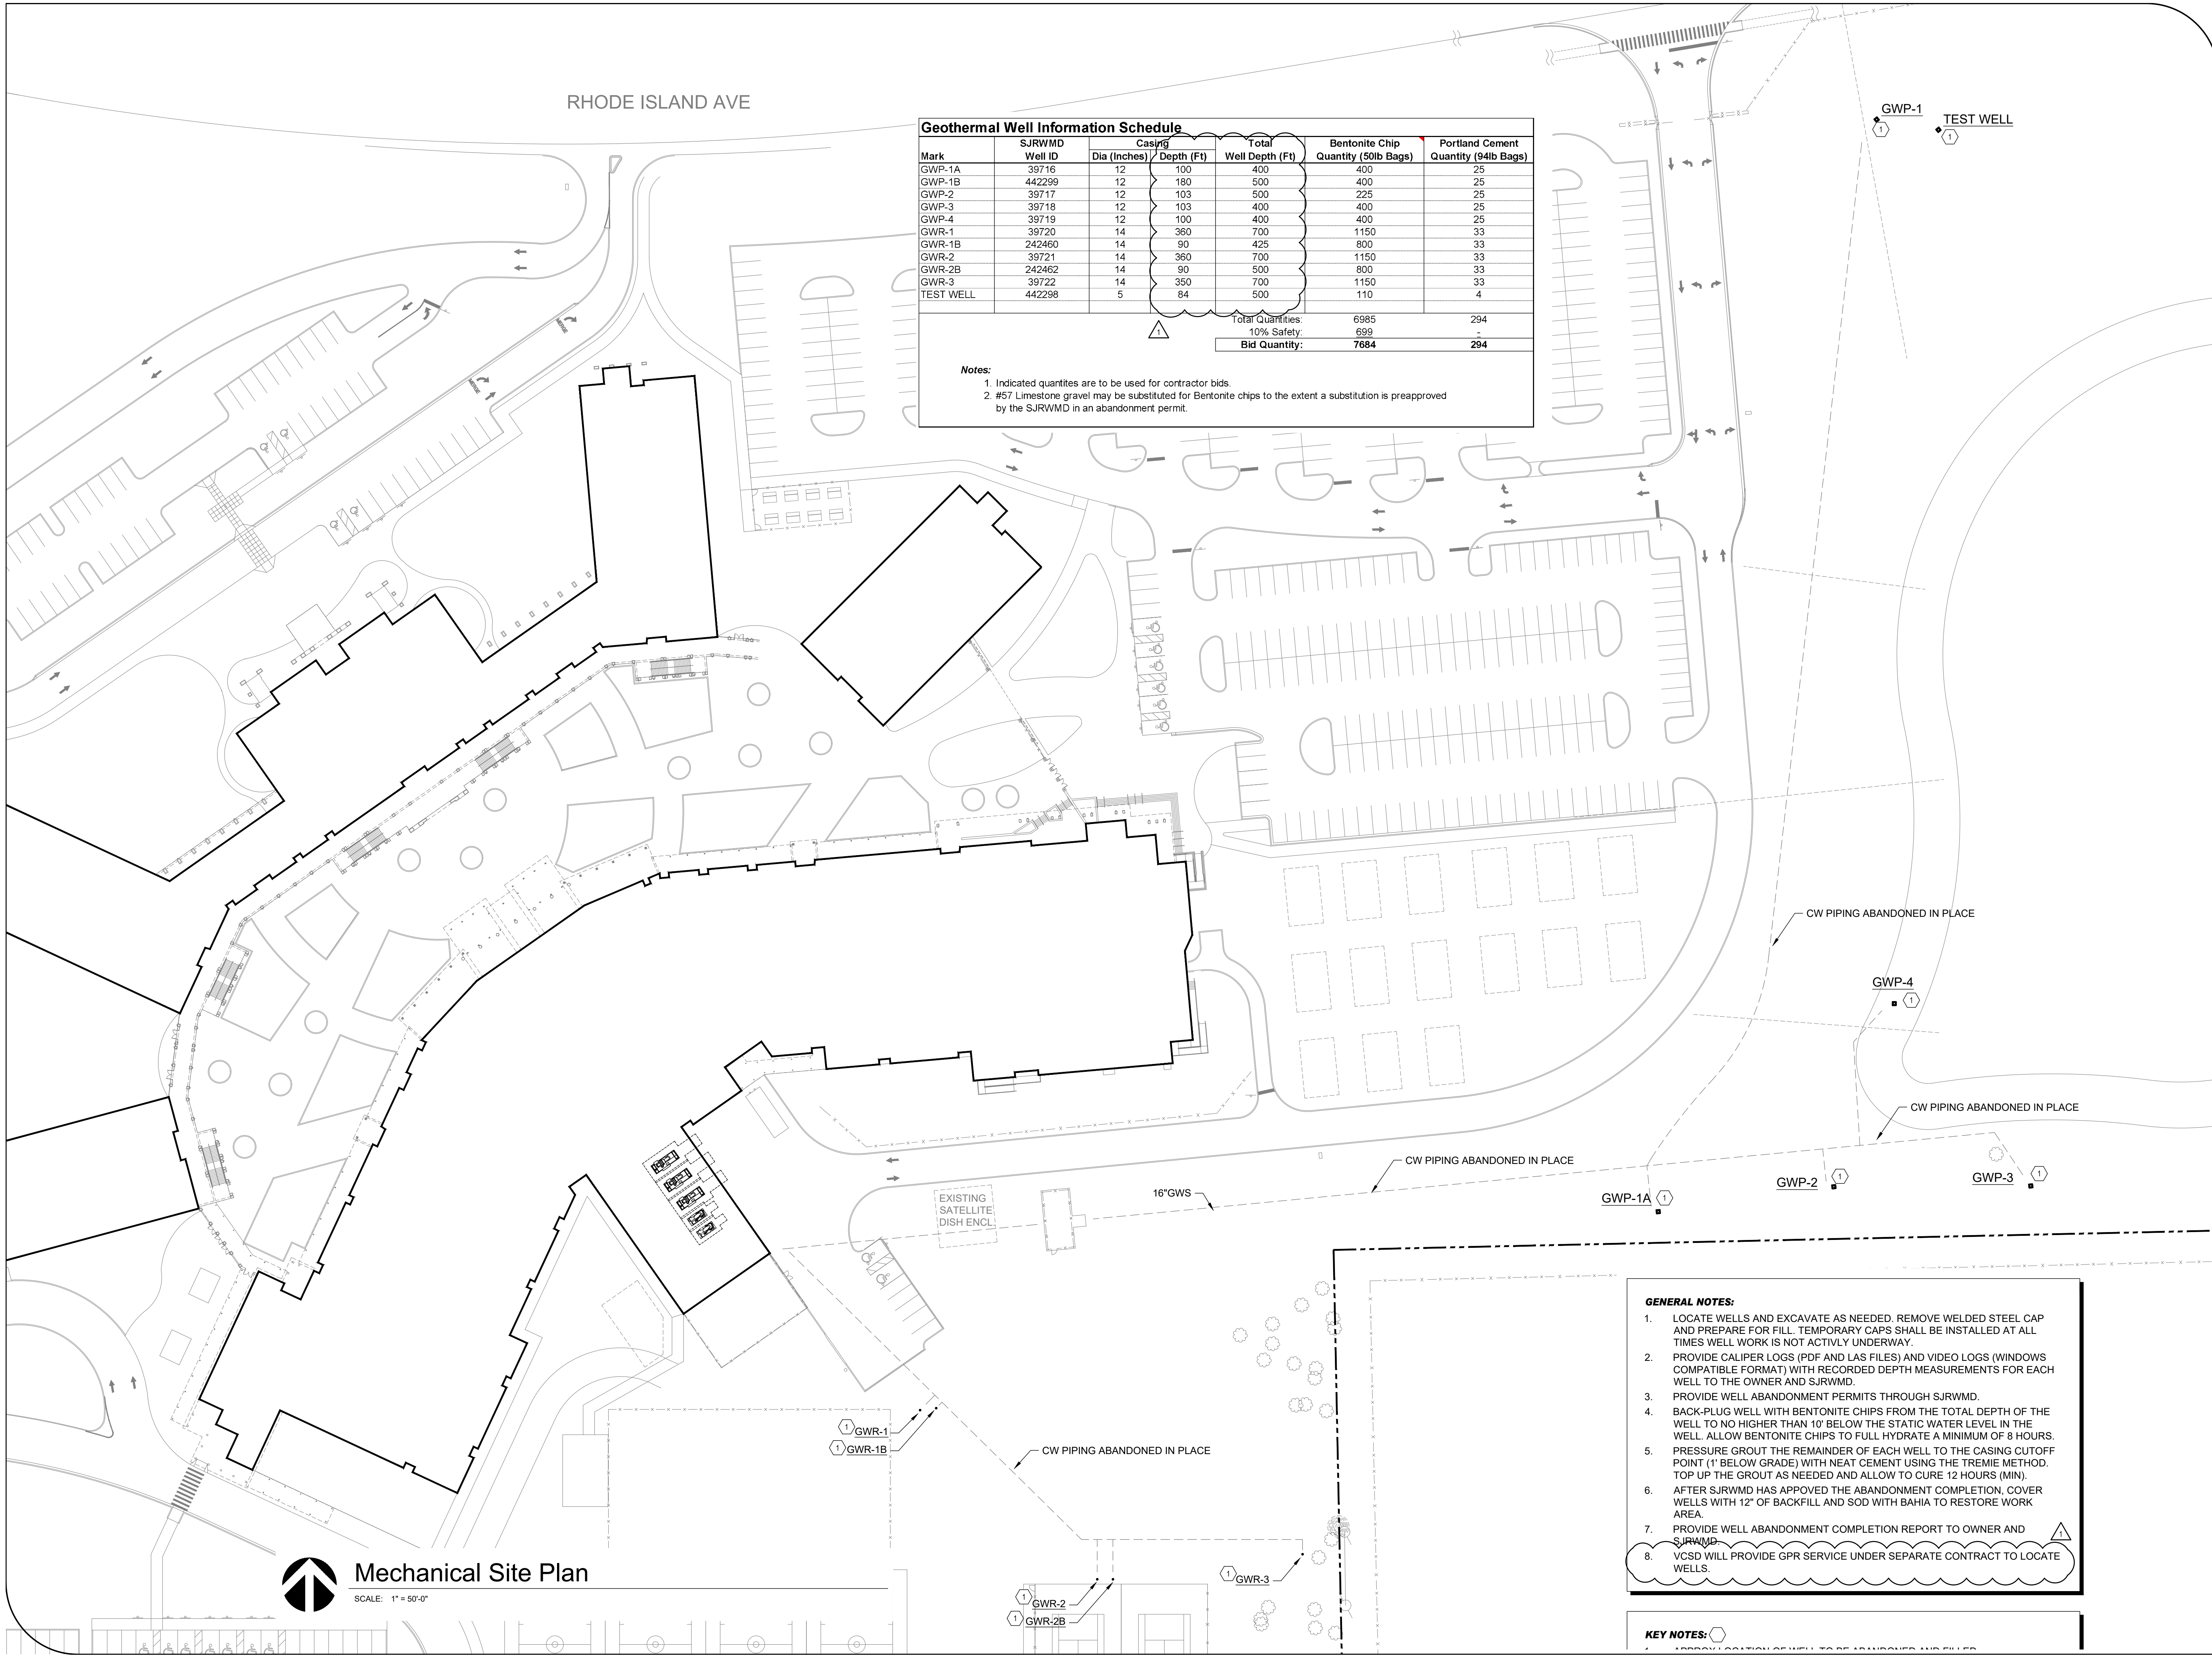 RHODE ISLAND AVE
GWP-1
1
TEST WELL
1
Geothermal Well Information Schedule
SJRWMD Casing Total Bentonite Chip Portland Cement
Mark Well ID Dia (Inches) Depth (Ft) Well Depth (Ft) Quantity (50lb Bags) Quantity (94lb Bags)
GWP-1A 39716 12 100 400 400 25
GWP-1B 442299 12 180 500 400 25
GWP-2 39717 12 103 500 225 25
GWP-3 39718 12 103 400 400 25
GWP-4 39719 12 100 400 400 25
GWR-1 39720 14 360 700 1150 33
GWR-1B 242460 14 90 425 800 33
GWR-2 39721 14 360 700 1150 33
GWR-2B 242462 14 90 500 800 33
GWR-3 39722 14 350 700 1150 33
TEST WELL 442298 5 84 500 110 4
Total Quantities: 6985 294
1
10% Safety: 699 -
Bid Quantity: 7684 294
Notes:
1. Indicated quantites are to be used for contractor bids.
2. #57 Limestone gravel may be substituted for Bentonite chips to the extent a substitution is preapproved
by the SJRWMD in an abandonment permit.
MERGE
MERGE
CW PIPING ABANDONED IN PLACE
GWP-4
1
CW PIPING ABANDONED IN PLACE
CW PIPING ABANDONED IN PLACE
16"GWS
EXISTING
SATELLITE
DISH ENCL
GWP-1A 1
GWP-2 1
GWP-3 1
1 GWR-1
1 GWR-1B
CW PIPING ABANDONED IN PLACE
1 GWR-3
1 GWR-2
1 GWR-2B
Mechanical Site Plan
SCALE: 1" = 50'-0"
GENERAL NOTES:
1. LOCATE WELLS AND EXCAVATE AS NEEDED. REMOVE WELDED STEEL CAP
AND PREPARE FOR FILL. TEMPORARY CAPS SHALL BE INSTALLED AT ALL
TIMES WELL WORK IS NOT ACTIVLY UNDERWAY.
2. PROVIDE CALIPER LOGS (PDF AND LAS FILES) AND VIDEO LOGS (WINDOWS
COMPATIBLE FORMAT) WITH RECORDED DEPTH MEASUREMENTS FOR EACH
WELL TO THE OWNER AND SJRWMD.
3. PROVIDE WELL ABANDONMENT PERMITS THROUGH SJRWMD.
4. BACK-PLUG WELL WITH BENTONITE CHIPS FROM THE TOTAL DEPTH OF THE
WELL TO NO HIGHER THAN 10' BELOW THE STATIC WATER LEVEL IN THE
WELL. ALLOW BENTONITE CHIPS TO FULL HYDRATE A MINIMUM OF 8 HOURS.
5. PRESSURE GROUT THE REMAINDER OF EACH WELL TO THE CASING CUTOFF
POINT (1' BELOW GRADE) WITH NEAT CEMENT USING THE TREMIE METHOD.
TOP UP THE GROUT AS NEEDED AND ALLOW TO CURE 12 HOURS (MIN).
6. AFTER SJRWMD HAS APPOVED THE ABANDONMENT COMPLETION, COVER
WELLS WITH 12" OF BACKFILL AND SOD WITH BAHIA TO RESTORE WORK
AREA.
7. PROVIDE WELL ABANDONMENT COMPLETION REPORT TO OWNER AND
SJRWMD.
1
8. VCSD WILL PROVIDE GPR SERVICE UNDER SEPARATE CONTRACT TO LOCATE
WELLS.
KEY NOTES: